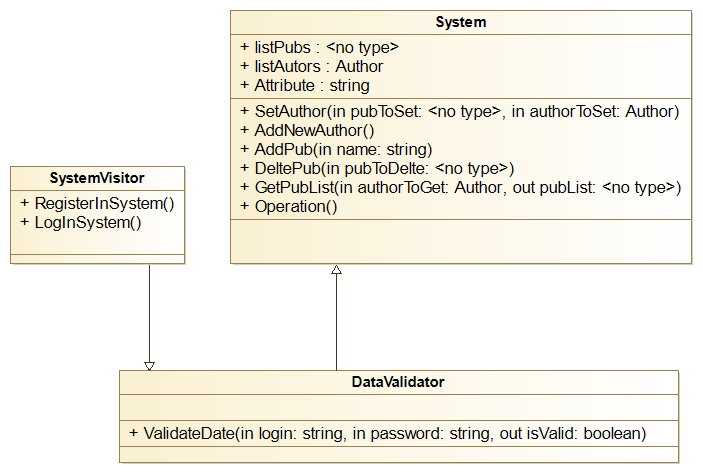 System
+ listPubs : <no type>
+ listAutors : Author
+ Attribute : string
+ SetAuthor(in pubToSet: <no type>, in authorToSet: Author)
+ AddNewAuthor()
+ AddPub(in name: string)
+ DeltePub(in pubToDelte: <no type>)
+ GetPubList(in authorToGet: Author, out pubList: <no type>)
+ Operation()
SystemVisitor
+ RegisterInSystem()
+ LogInSystem()
DataValidator
+ ValidateDate(in login: string, in password: string, out isValid: boolean)